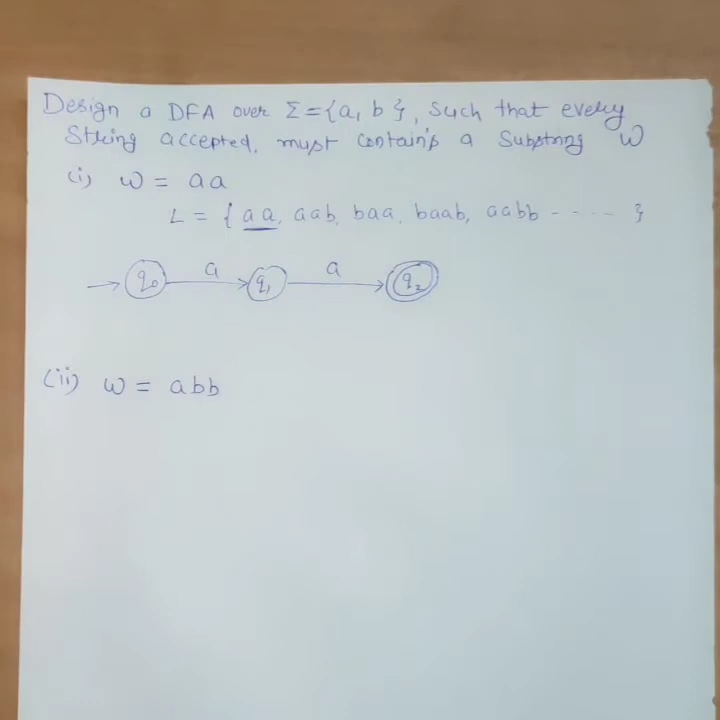 Design a DFA over Σ={a, b}, such that every
string accepted, must contain's a substring w
(i) w = aa
L = { aa, aab, baa, baab, aabb - - - - - }
q₀ a q₁ a q₂
(ii) w = abb